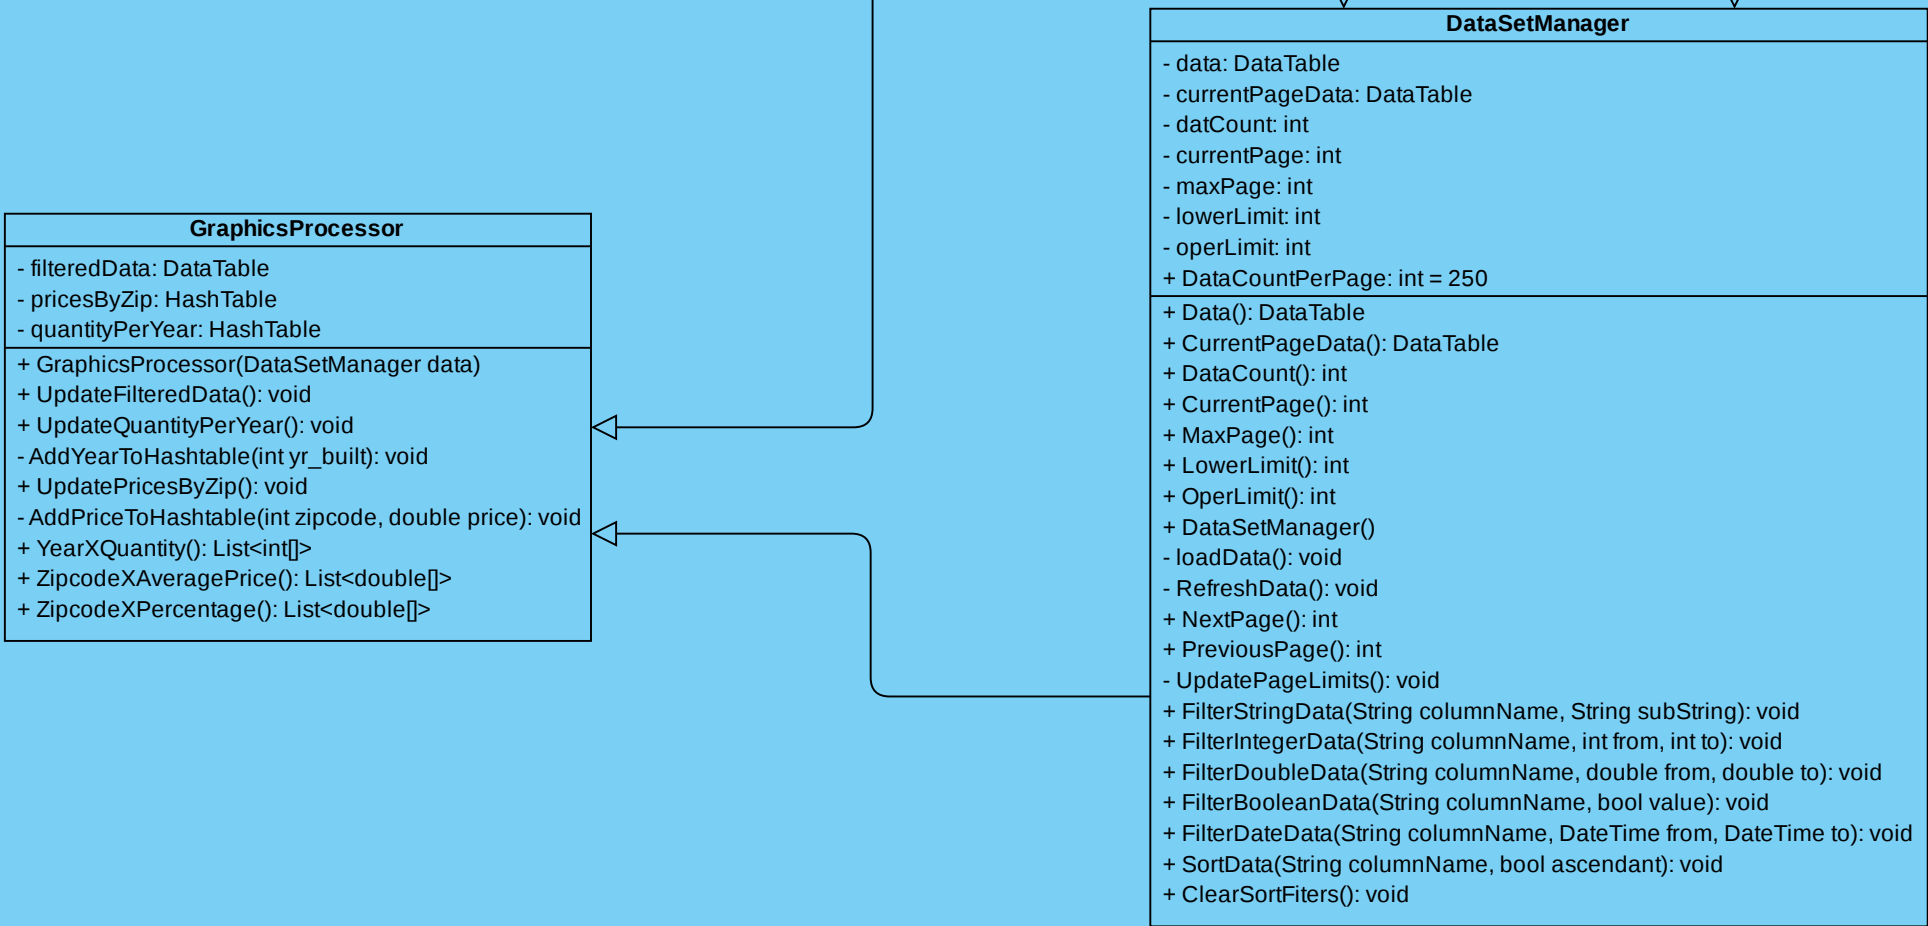 GraphicsProcessor
- filteredData: DataTable
- pricesByZip: HashTable
- quantityPerYear: HashTable
+ GraphicsProcessor(DataSetManager data)
+ UpdateFilteredData(): void
+ UpdateQuantityPerYear(): void
- AddYearToHashtable(int yr_built): void
+ UpdatePricesByZip(): void
- AddPriceToHashtable(int zipcode, double price): void
+ YearXQuantity(): List<int[]>
+ ZipcodeXAveragePrice(): List<double[]>
+ ZipcodeXPercentage(): List<double[]>
DataSetManager
- data: DataTable
- currentPageData: DataTable
- datCount: int
- currentPage: int
- maxPage: int
- lowerLimit: int
- operLimit: int
+ DataCountPerPage: int = 250
+ Data(): DataTable
+ CurrentPageData(): DataTable
+ DataCount(): int
+ CurrentPage(): int
+ MaxPage(): int
+ LowerLimit(): int
+ OperLimit(): int
+ DataSetManager()
- loadData(): void
- RefreshData(): void
+ NextPage(): int
+ PreviousPage(): int
- UpdatePageLimits(): void
+ FilterStringData(String columnName, String subString): void
+ FilterIntegerData(String columnName, int from, int to): void
+ FilterDoubleData(String columnName, double from, double to): void
+ FilterBooleanData(String columnName, bool value): void
+ FilterDateData(String columnName, DateTime from, DateTime to): void
+ SortData(String columnName, bool ascendant): void
+ ClearSortFiters(): void